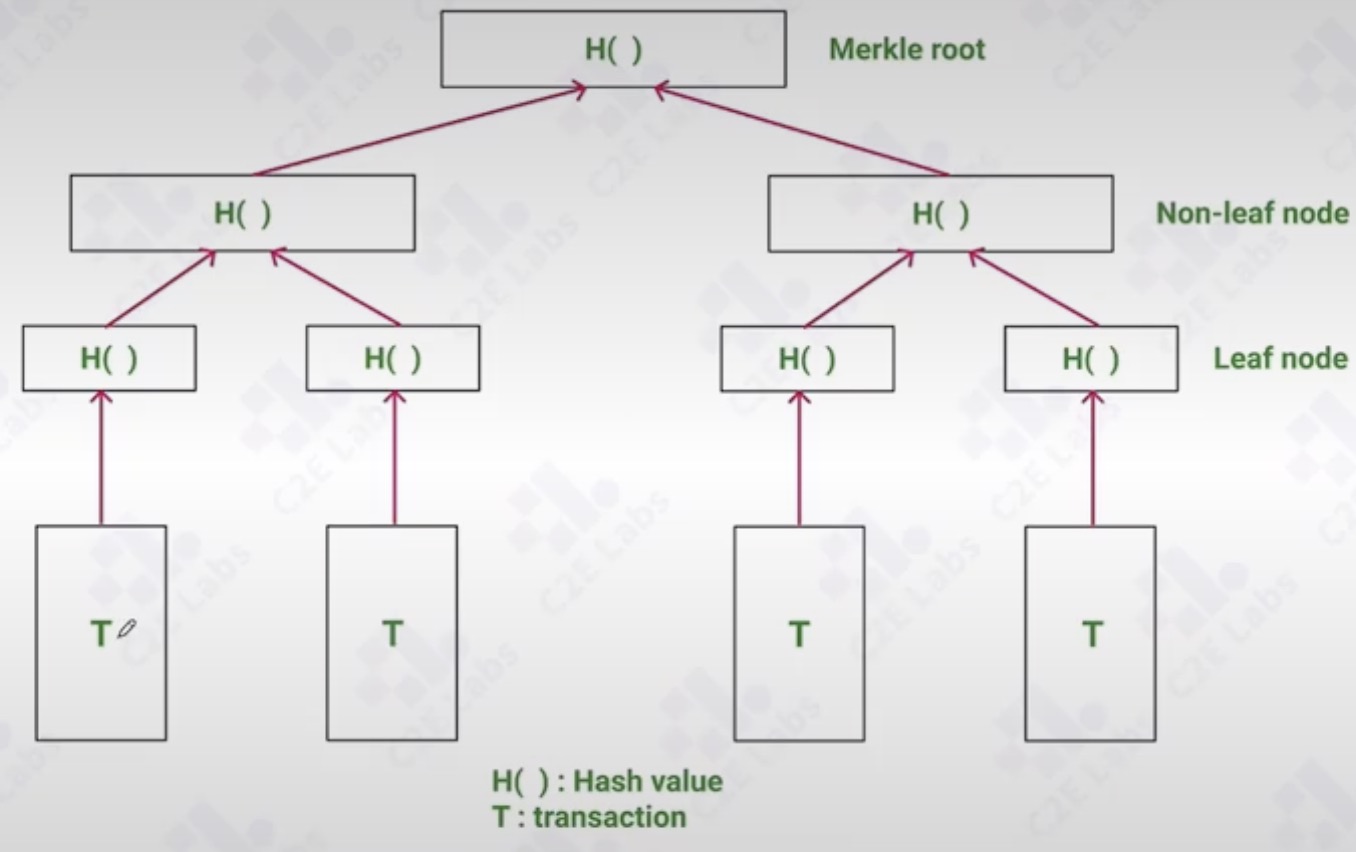 H( )
Merkle root
H( )
H( )
Non-leaf node
H( )
H( )
H( )
H( )
Leaf node
T
T
T
T
H( ) : Hash value
T : transaction
C2E Labs